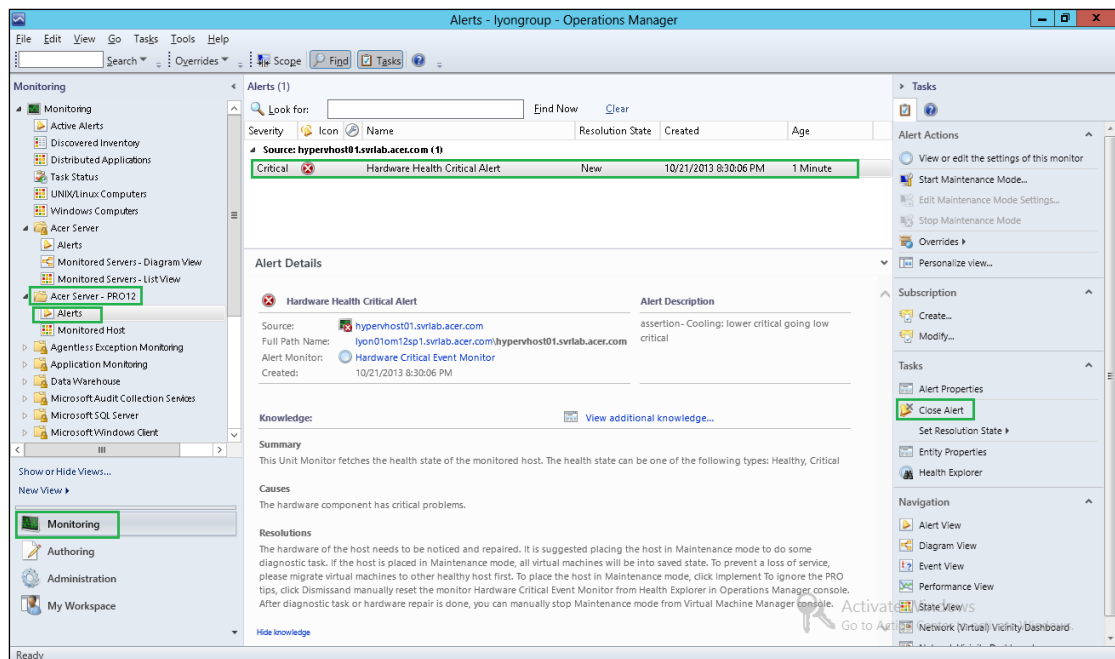 Alerts - lyongroup - Operations Manager
File Edit View Go Tasks Tools Help
Search Overrides Scope Find Tasks
Monitoring
Monitoring
Active Alerts
Discovered Inventory
Distributed Applications
Task Status
UNIX/Linux Computers
Windows Computers
Acer Server
Alerts
Monitored Servers - Diagram View
Monitored Servers - List View
Acer Server - PRO12
Alerts
Monitored Host
Agentless Exception Monitoring
Application Monitoring
Data Warehouse
Microsoft Audit Collection Services
Microsoft SQL Server
Microsoft Windows Client
Show or Hide Views...
New View
Monitoring
Authoring
Administration
My Workspace
Ready
Alerts (1)
Look for: Find Now Clear
Severity Icon Name Resolution State Created Age
Source: hypervhost01.svrlab.acer.com (1)
Critical Hardware Health Critical Alert New 10/21/2013 8:30:06 PM 1 Minute
Alert Details
Hardware Health Critical Alert
Source: hypervhost01.svrlab.acer.com
Full Path Name: lyon01om12sp1.svrlab.acer.com\hypervhost01.svrlab.acer.com
Alert Monitor: Hardware Critical Event Monitor
Created: 10/21/2013 8:30:06 PM
Alert Description
assertion- Cooling: lower critical going low
critical
Knowledge: View additional knowledge...
Summary
This Unit Monitor fetches the health state of the monitored host. The health state can be one of the following types: Healthy, Critical
Causes
The hardware component has critical problems.
Resolutions
The hardware of the host needs to be noticed and repaired. It is suggested placing the host in Maintenance mode to do some
diagnostic task. If the host is placed in Maintenance mode, all virtual machines will be into saved state. To prevent a loss of service,
please migrate virtual machines to other healthy host first. To place the host in Maintenance mode, click Implement To ignore the PRO
tips, click Dismissand manually reset the monitor Hardware Critical Event Monitor from Health Explorer in Operations Manager console.
After diagnostic task or hardware repair is done, you can manually stop Maintenance mode from Virtual Machine Manager console.
Hide knowledge
Tasks
Alert Actions
View or edit the settings of this monitor
Start Maintenance Mode...
Edit Maintenance Mode Settings...
Stop Maintenance Mode
Overrides
Personalize view...
Subscription
Create...
Modify...
Tasks
Alert Properties
Close Alert
Set Resolution State
Entity Properties
Health Explorer
Navigation
Alert View
Diagram View
Event View
Performance View
State View
Network (Virtual) Vicinity Dashboard
Activate Windows
Go to Action Center to activate Windows.